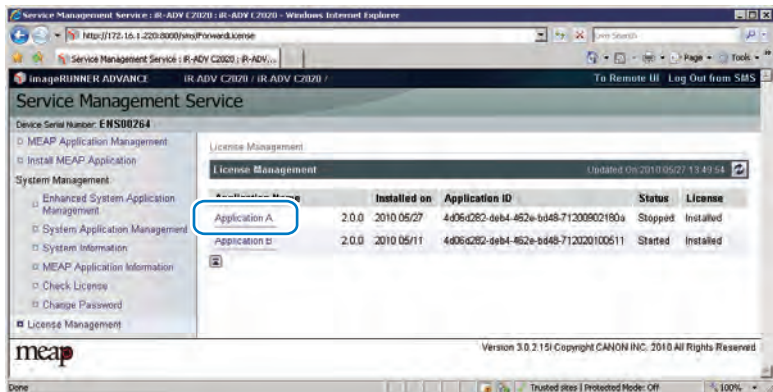 Service Management Service : iR-ADV C2020 : iR-ADV C2020 - Windows Internet Explorer
http://172.16.1.220:8000/sms/ForwardLicense
Live Search
Service Management Service : iR-ADV C2020 : iR-ADV...
Page Tools
imageRUNNER ADVANCE iR-ADV C2020 / iR-ADV C2020 /
To Remote UI Log Out from SMS
Service Management Service
Device Serial Number: ENS00264
MEAP Application Management
Install MEAP Application
System Management
Enhanced System Application
Management
System Application Management
System Information
MEAP Application Information
Check License
Change Password
License Management
License Management
License Management Updated On:2010 05/27 13:49:54
Application Name Installed on Application ID Status License
Application A 2.0.0 2010 05/27 4d06d282-deb4-462e-bd48-71200902180a Stopped Installed
Application B 2.0.0 2010 05/11 4d06d282-deb4-462e-bd48-712020100511 Started Installed
meap
Version 3.0.2.15i Copyright CANON INC. 2010 All Rights Reserved
Done
Trusted sites | Protected Mode: Off
100%